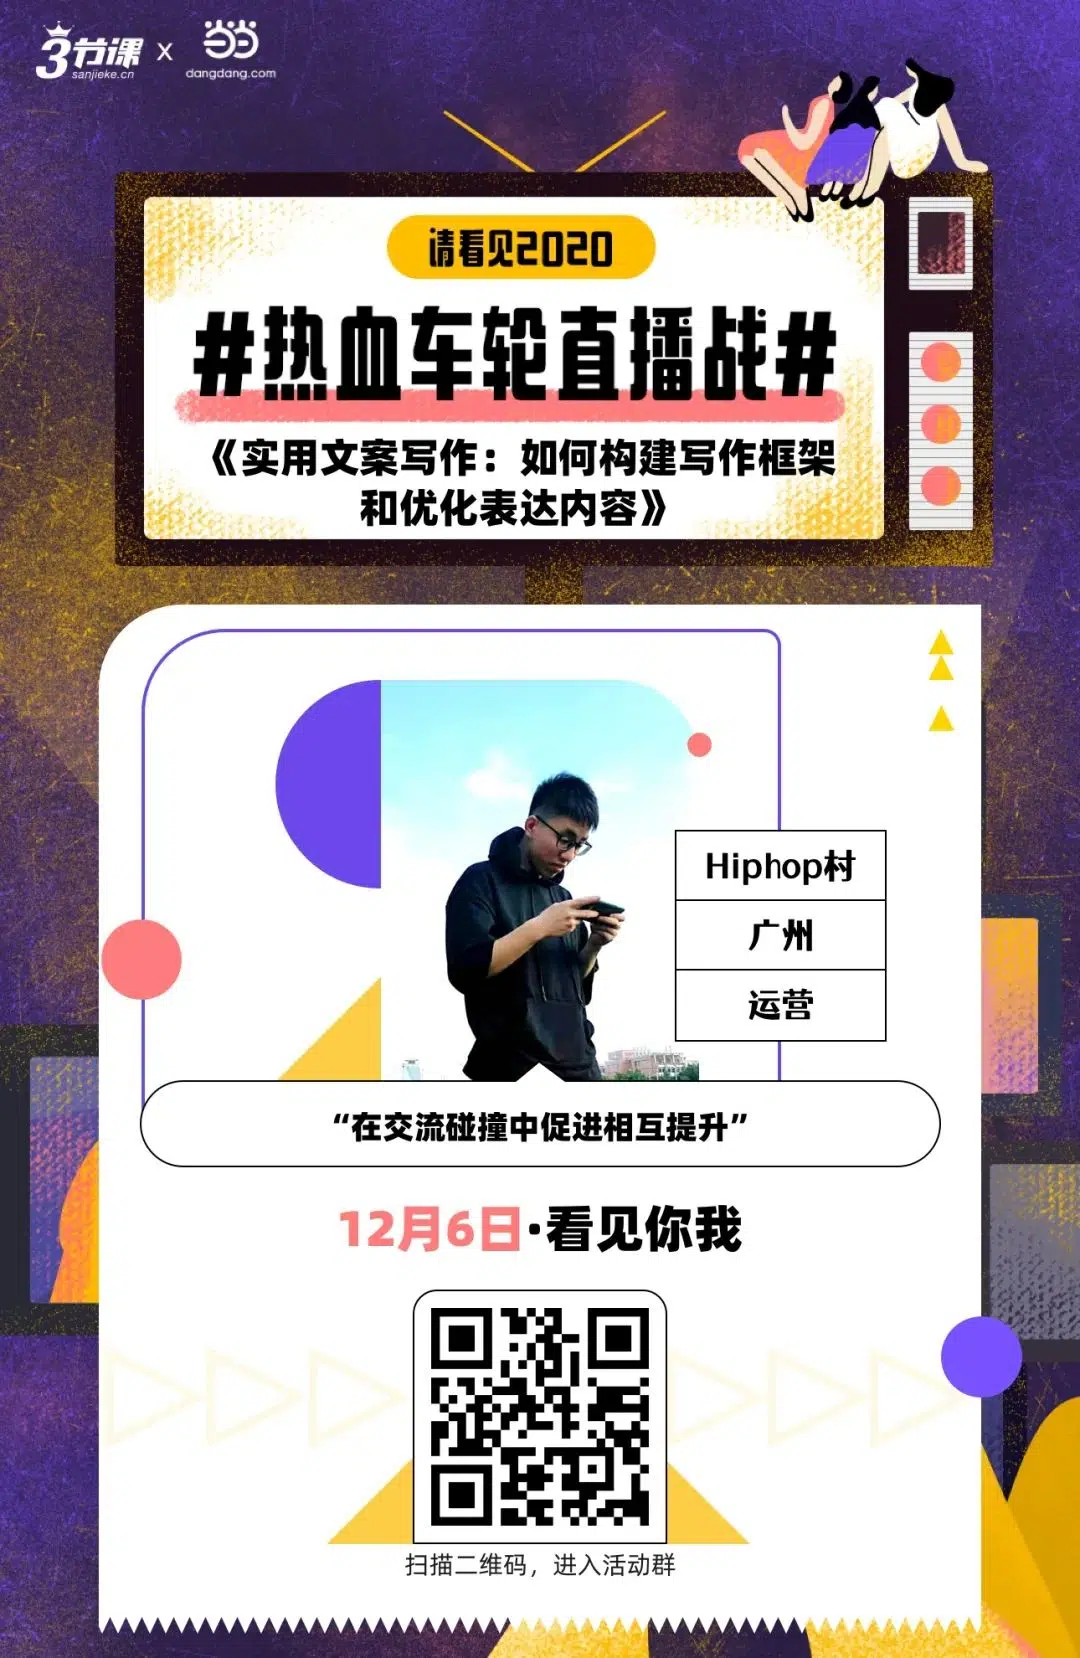 3节课
sanjieke.cn
x
dangdang.com
请看见2020
#热血车轮直播战#
《实用文案写作：如何构建写作框架
和优化表达内容》
Hiphop村
广州
运营
“在交流碰撞中促进相互提升”
12月6日·看见你我
扫描二维码，进入活动群